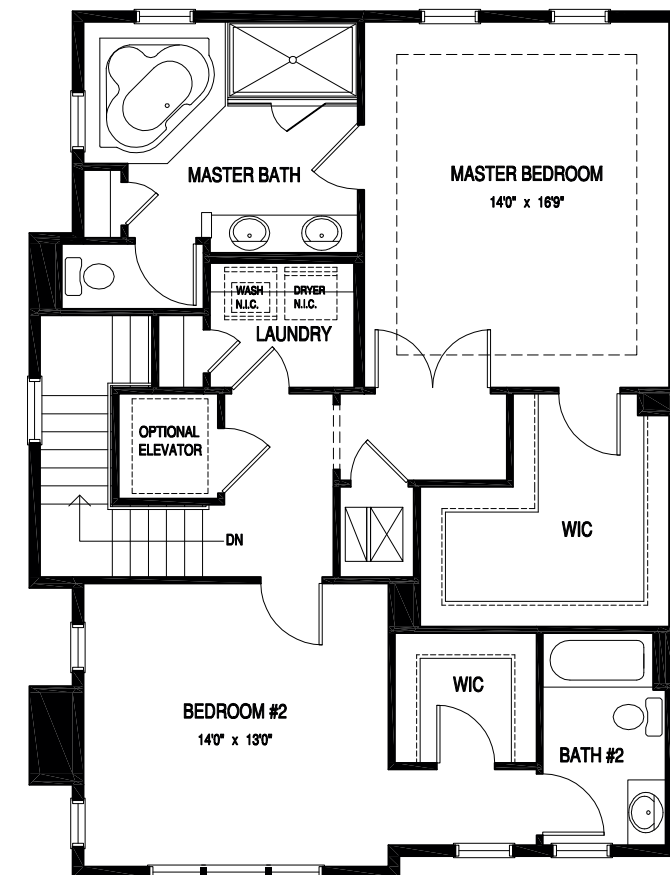 MASTER BATH
MASTER BEDROOM
14'0" x 16'9"
WASH
N.I.C.
DRYER
N.I.C.
LAUNDRY
OPTIONAL
ELEVATOR
DN
WIC
WIC
BEDROOM #2
14'0" x 13'0"
BATH #2